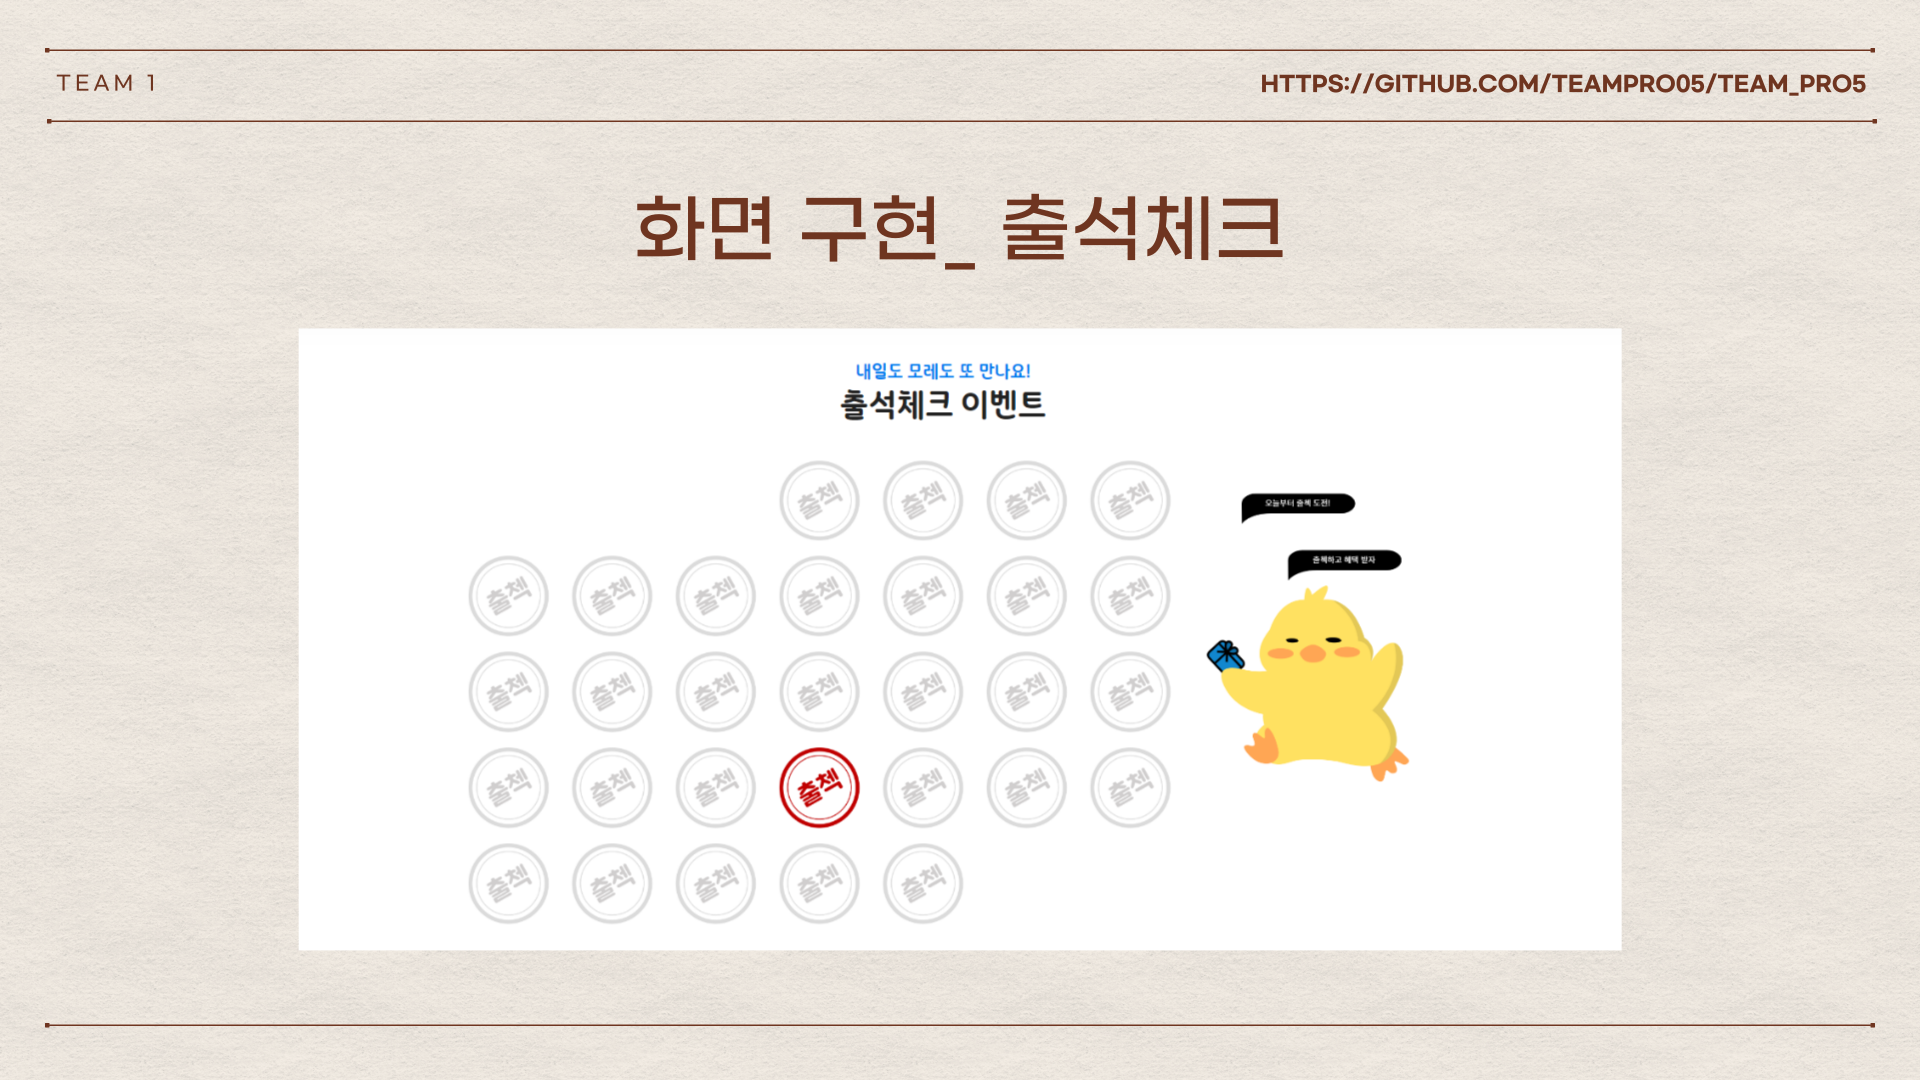 TEAM 1
HTTPS://GITHUB.COM/TEAMPRO05/TEAM_PRO5
화면 구현_ 출석체크
내일도 모레도 또 만나요!
출석체크 이벤트
출첵 출첵 출첵 출첵
오늘부터 출첵 도전!
출첵하고 혜택 받자
출첵 출첵 출첵 출첵 출첵 출첵 출첵
출첵 출첵 출첵 출첵 출첵 출첵 출첵
출첵 출첵 출첵 출첵 출첵 출첵 출첵
출첵 출첵 출첵 출첵 출첵